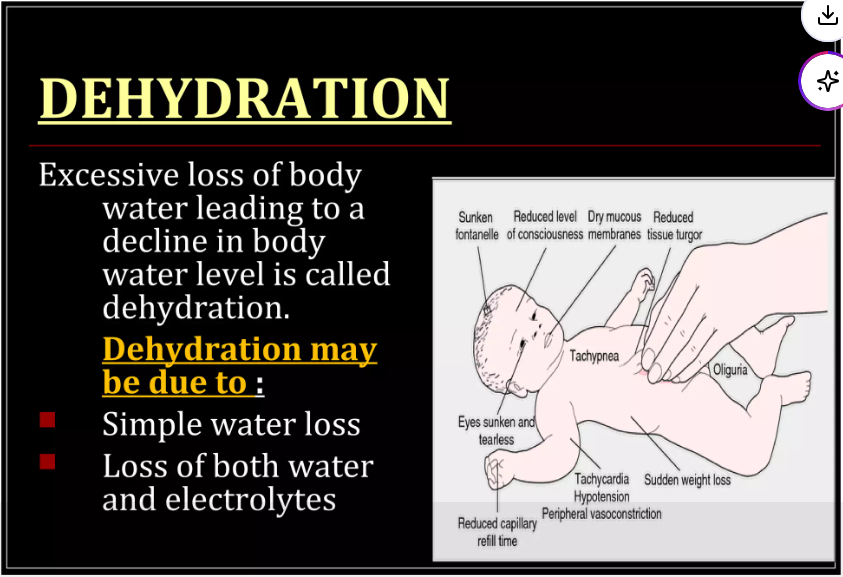 DEHYDRATION
Excessive loss of body
water leading to a
decline in body
water level is called
dehydration.
Dehydration may
be due to :
Simple water loss
Loss of both water
and electrolytes
Sunken
fontanelle
Reduced level
of consciousness
Dry mucous
membranes
Reduced
tissue turgor
Tachypnea
Oliguria
Eyes sunken and
tearless
Tachycardia
Hypotension
Peripheral vasoconstriction
Sudden weight loss
Reduced capillary
refill time